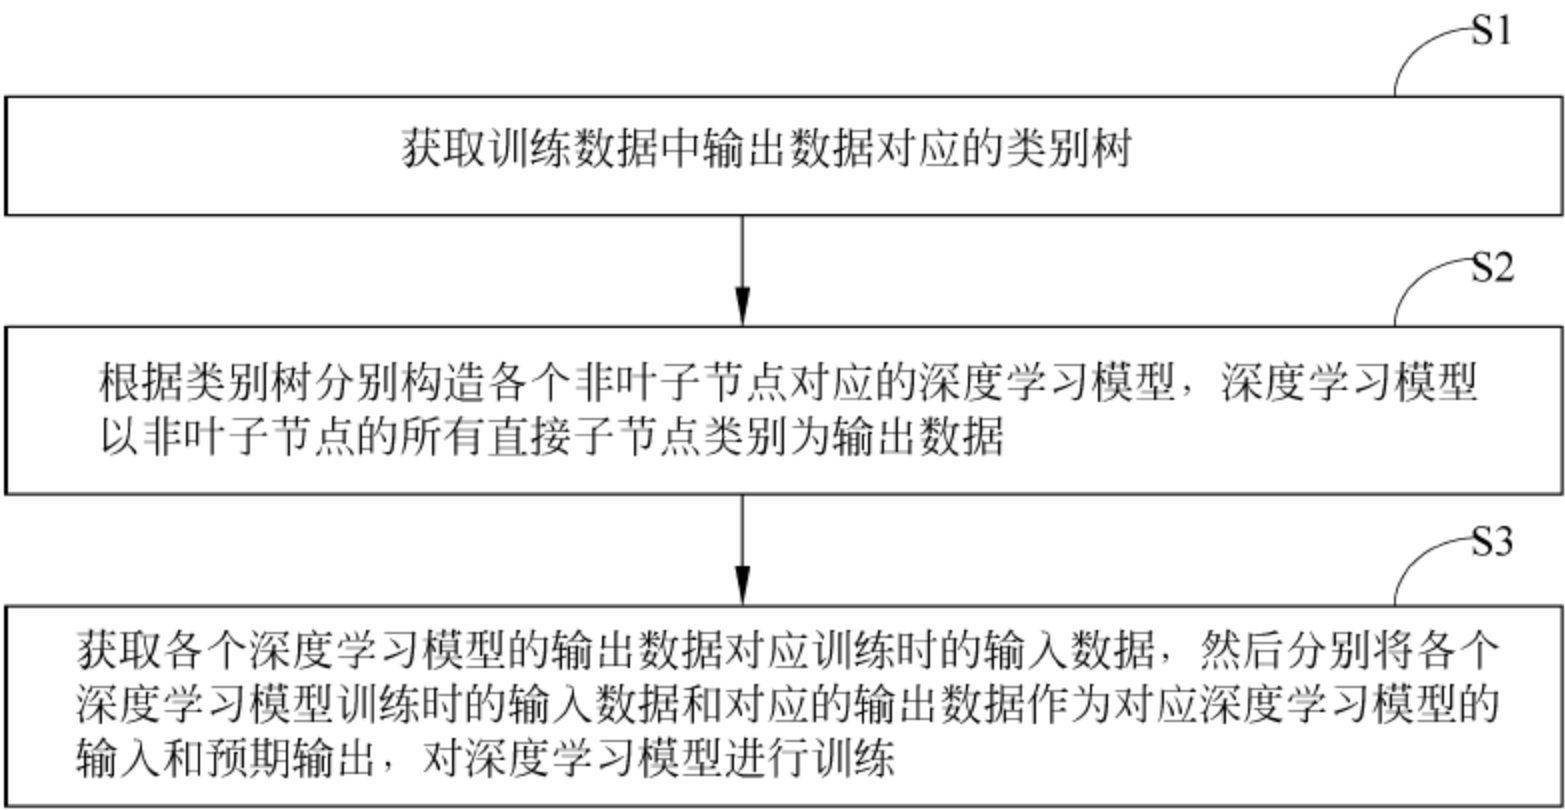 S1
获取训练数据中输出数据对应的类别树
S2
根据类别树分别构造各个非叶子节点对应的深度学习模型，深度学习模型
以非叶子节点的所有直接子节点类别为输出数据
S3
获取各个深度学习模型的输出数据对应训练时的输入数据，然后分别将各个
深度学习模型训练时的输入数据和对应的输出数据作为对应深度学习模型的
输入和预期输出，对深度学习模型进行训练